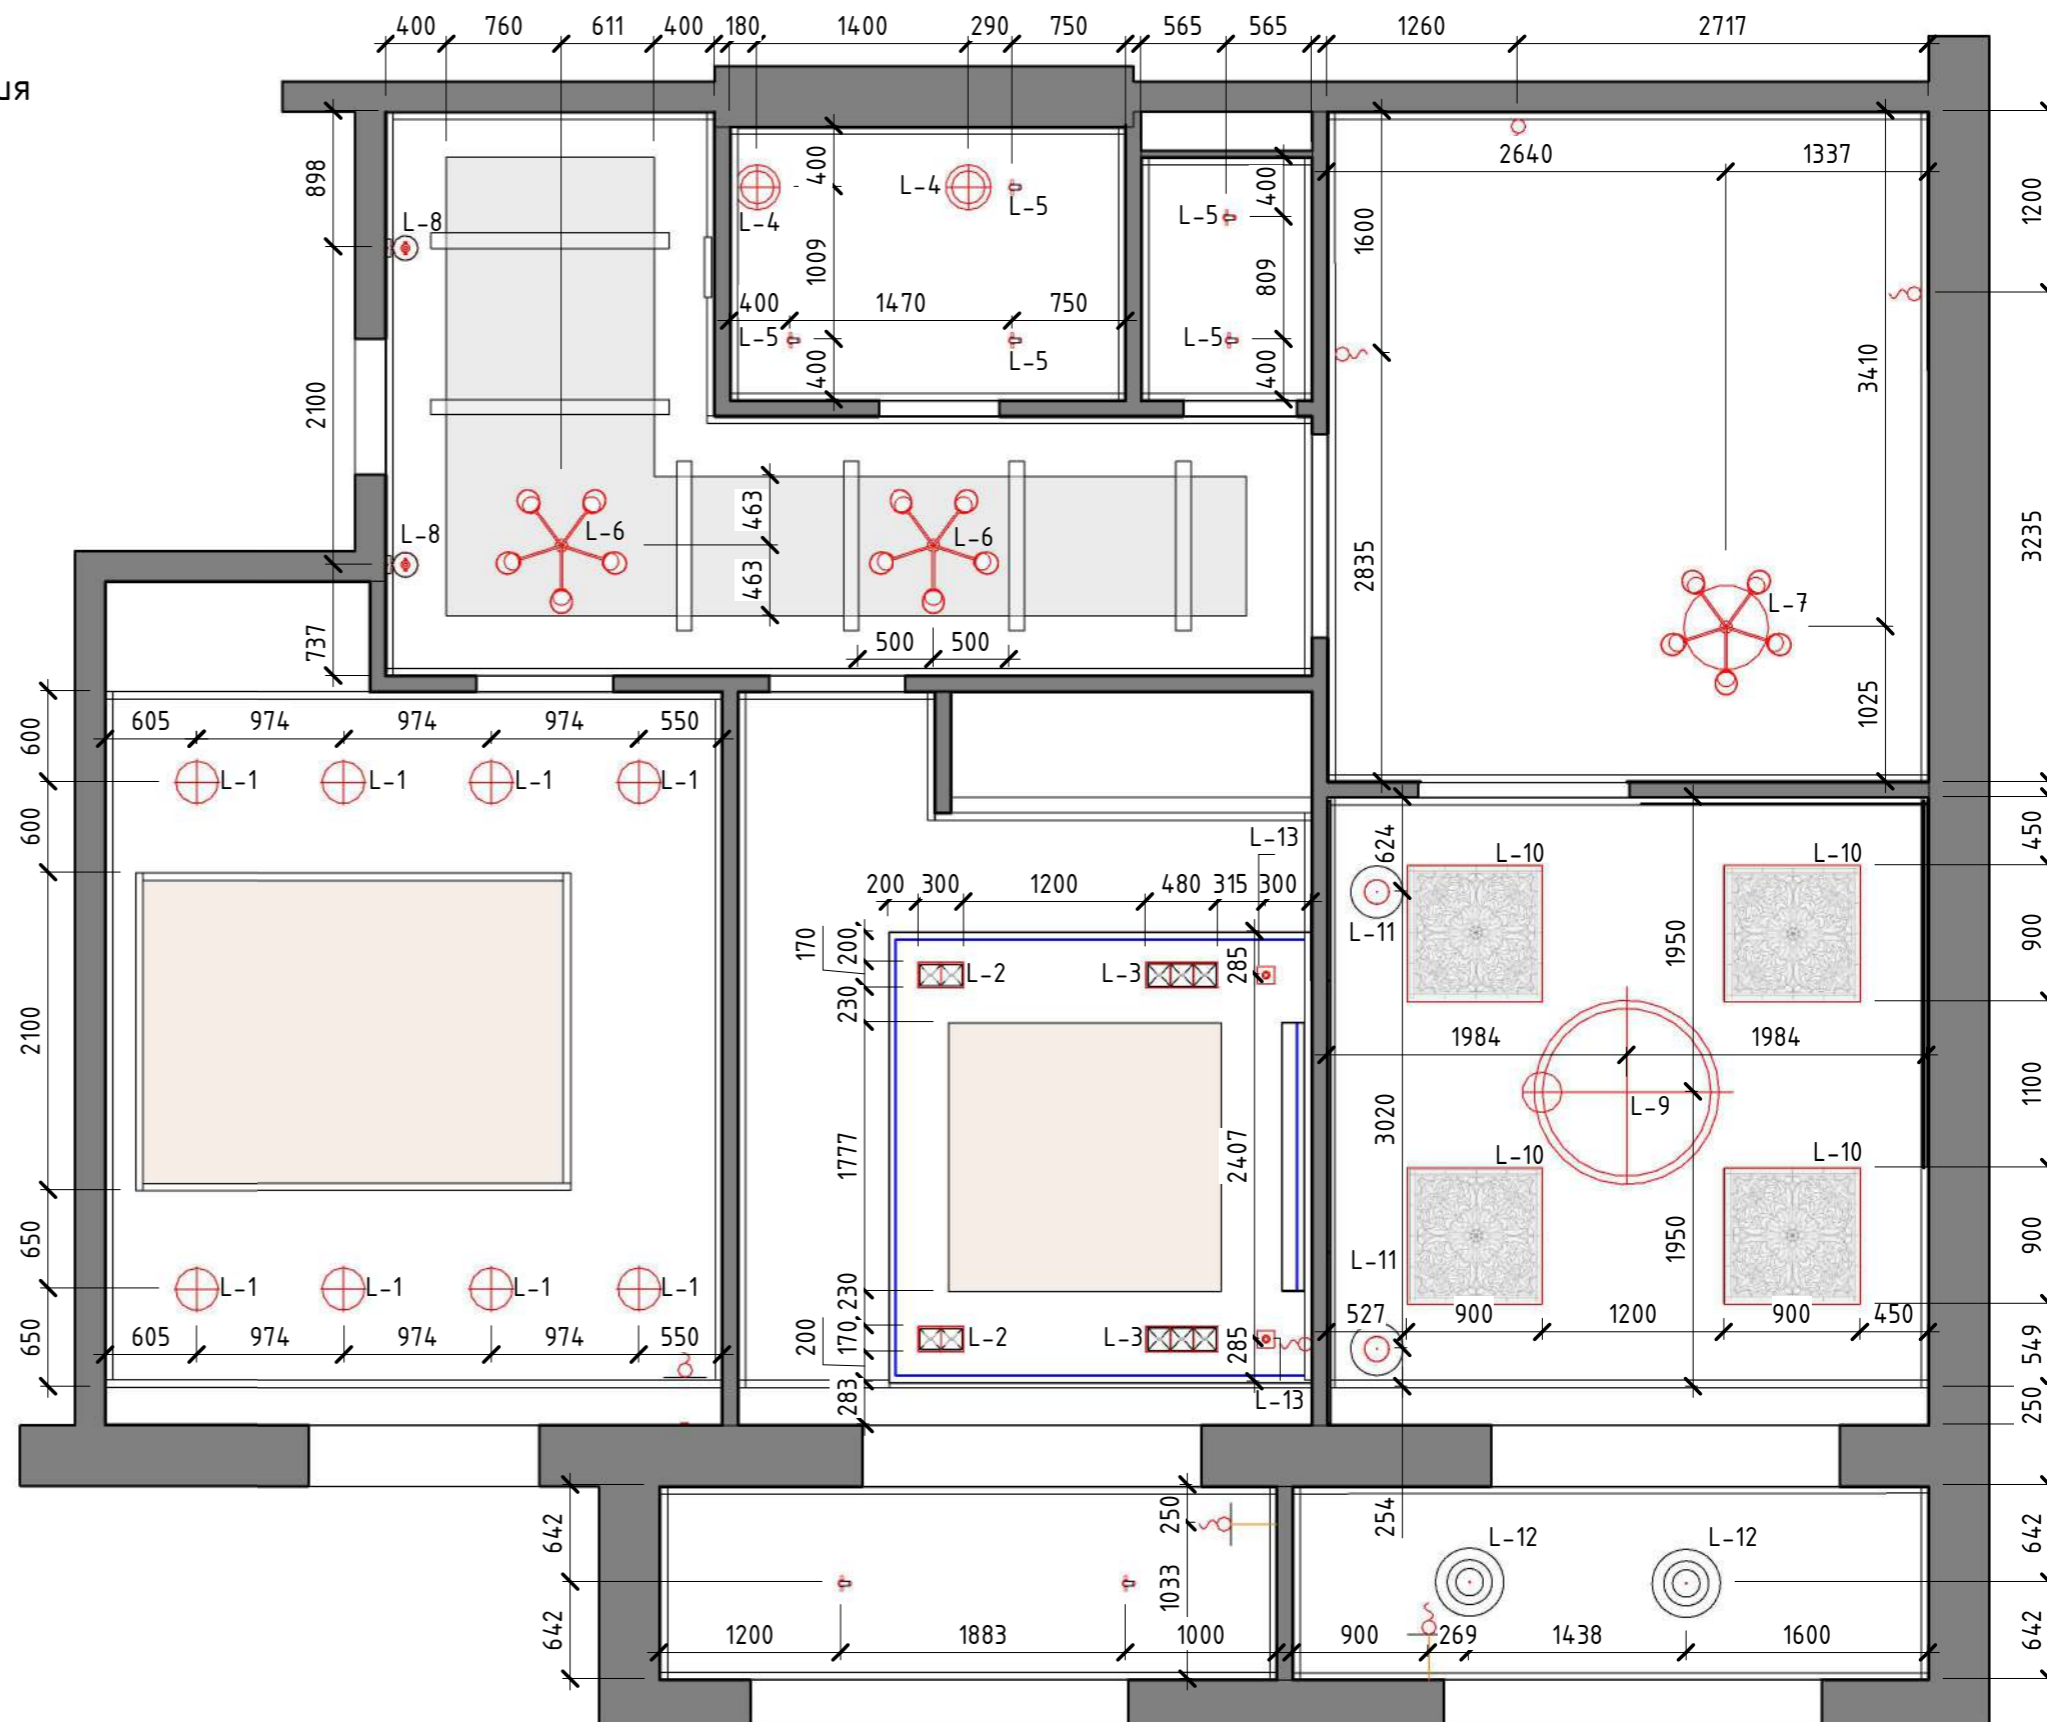 400 760 611 400 180 1400 290 750 565 565 1260 2717
ЯЦ
898 400 400 2640 1337 1200
L-8 L-4 L-4 L-5 L-5 1600
1009 809
400 1470 750
2100 L-5 L-5 L-5 3410
400 400
L-8 463 L-6 L-6 2835 3235
463 L-7
737 500 500 1025
600 605 974 974 974 550
L-1 L-1 L-1 L-1
600 L-13 624 450
200 300 1200 480 315 300 L-10 L-10
170 200 L-2 L-3 285 L-11 1950 900
230
2100 1984 1984
1777 2407 3020 L-9 1100
L-10 L-10
650 L-11 1950 900
L-1 L-1 L-1 L-1 230
527 900 1200 900 450
650 605 974 974 974 550 200 170 L-2 L-3 285 549
283 L-13 250
642 250 254 L-12 L-12 642
1033
642 1200 1883 1000 900 269 1438 1600 642